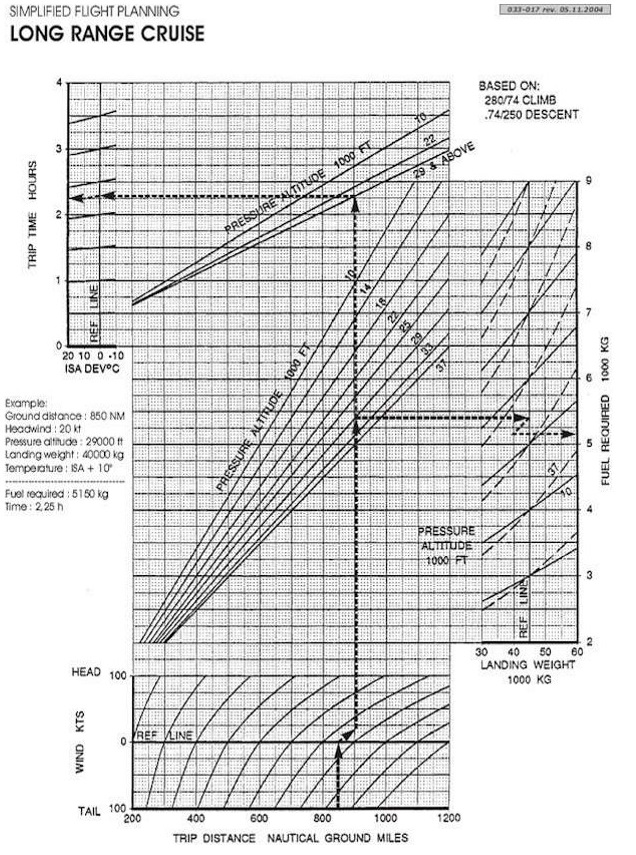 SIMPLIFIED FLIGHT PLANNING
033-017 rev. 05.11.2004
LONG RANGE CRUISE
BASED ON:
280/74 CLIMB
.74/250 DESCENT
4
3
2
1
0
TRIP TIME HOURS
REF LINE
20 10 0 -10
ISA DEV°C
PRESSURE ALTITUDE 1000 FT
10
22
29 & ABOVE
PRESSURE ALTITUDE 1000 FT
10
14
18
22
25
29
33
37
9
8
7
6
5
4
3
2
FUEL REQUIRED 1000 KG
37
10
PRESSURE
ALTITUDE
1000 FT
REF LINE
30 40 50 60
LANDING WEIGHT
1000 KG
Example:
Ground distance : 850 NM
Headwind : 20 kt
Pressure altitude : 29000 ft
Landing weight : 40000 kg
Temperature : ISA + 10°
Fuel required : 5150 kg
Time : 2,25 h
HEAD 100
WIND KTS
0
REF LINE
TAIL 100
200 400 600 800 1000 1200
TRIP DISTANCE NAUTICAL GROUND MILES